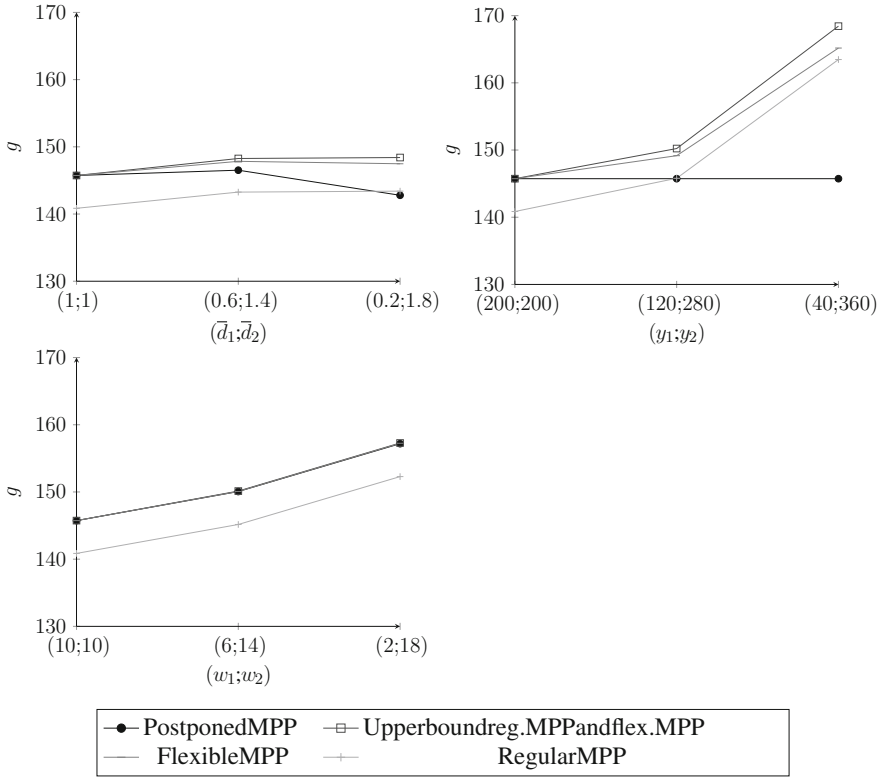 170
160
150
140
130
g
(1;1) (0.6;1.4) (0.2;1.8)
(d̅₁;d̅₂)
170
160
150
140
130
g
(200;200) (120;280) (40;360)
(y₁;y₂)
170
160
150
140
130
g
(10;10) (6;14) (2;18)
(w₁;w₂)
PostponedMPP Upperboundreg.MPPandflex.MPP
FlexibleMPP RegularMPP